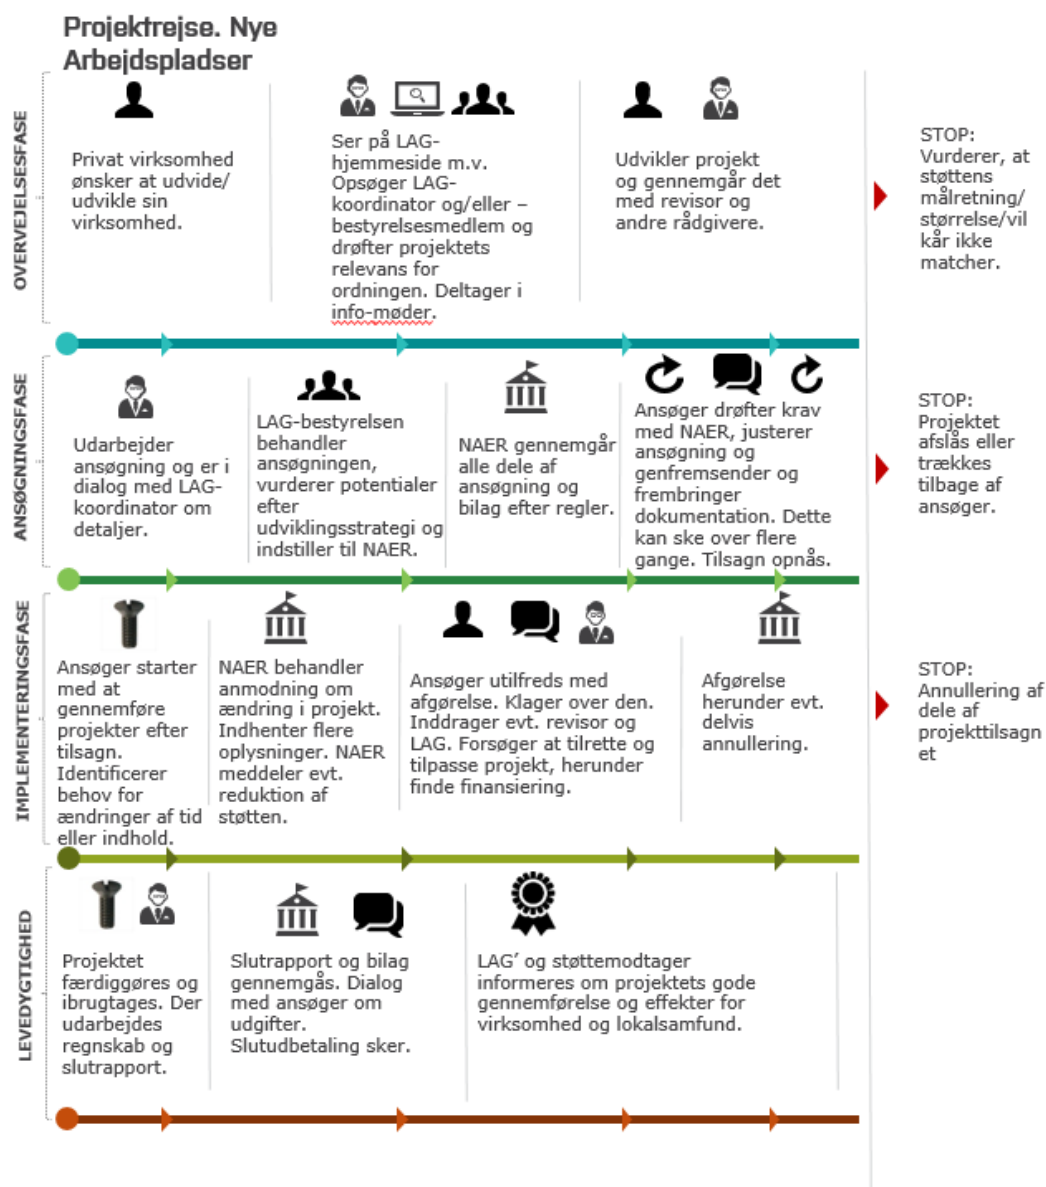 Projektrejse. Nye
Arbejdspladser
OVERVEJELSESFASE
Privat virksomhed
ønsker at udvide/
udvikle sin
virksomhed.
Ser på LAG-
hjemmeside m.v.
Opsøger LAG-
koordinator og/eller –
bestyrelsesmedlem og
drøfter projektets
relevans for
ordningen. Deltager i
info-møder.
Udvikler projekt
og gennemgår det
med revisor og
andre rådgivere.
STOP:
Vurderer, at
støttens
målretning/
størrelse/vil
kår ikke
matcher.
ANSØGNINGSFASE
Udarbejder
ansøgning og er i
dialog med LAG-
koordinator om
detaljer.
LAG-bestyrelsen
behandler
ansøgningen,
vurderer potentialer
efter
udviklingsstrategi og
indstiller til NAER.
NAER gennemgår
alle dele af
ansøgning og
bilag efter regler.
Ansøger drøfter krav
med NAER, justerer
ansøgning og
genfremsender og
frembringer
dokumentation. Dette
kan ske over flere
gange. Tilsagn opnås.
STOP:
Projektet
afslås eller
trækkes
tilbage af
ansøger.
IMPLEMENTERINGSFASE
Ansøger starter
med at
gennemføre
projekter efter
tilsagn.
Identificerer
behov for
ændringer af tid
eller indhold.
NAER behandler
anmodning om
ændring i projekt.
Indhenter flere
oplysninger. NAER
meddeler evt.
reduktion af
støtten.
Ansøger utilfreds med
afgørelse. Klager over den.
Inddrager evt. revisor og
LAG. Forsøger at tilrette og
tilpasse projekt, herunder
finde finansiering.
Afgørelse
herunder evt.
delvis
annullering.
STOP:
Annullering af
dele af
projekttilsagn
et
LEVEDYGTIGHED
Projektet
færdiggøres og
ibrugtages. Der
udarbejdes
regnskab og
slutrapport.
Slutrapport og bilag
gennemgås. Dialog
med ansøger om
udgifter.
Slutudbetaling sker.
LAG’ og støttemodtager
informeres om projektets gode
gennemførelse og effekter for
virksomhed og lokalsamfund.